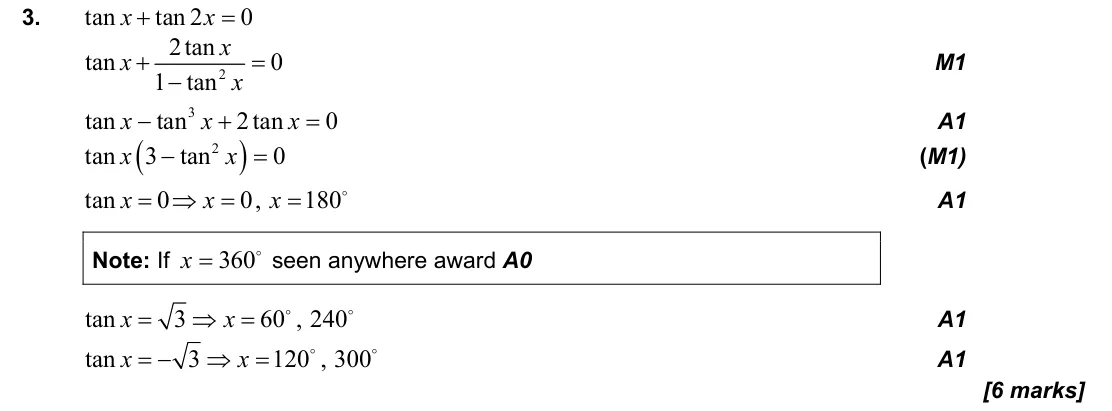 3. tan x + tan 2x = 0
tan x + \frac{2 tan x}{1 − tan² x} = 0 M1
tan x − tan³ x + 2 tan x = 0 A1
tan x (3 − tan² x) = 0 (M1)
tan x = 0 ⇒ x = 0, x = 180° A1
Note: If x = 360° seen anywhere award A0
tan x = √3 ⇒ x = 60°, 240° A1
tan x = −√3 ⇒ x = 120°, 300° A1
[6 marks]